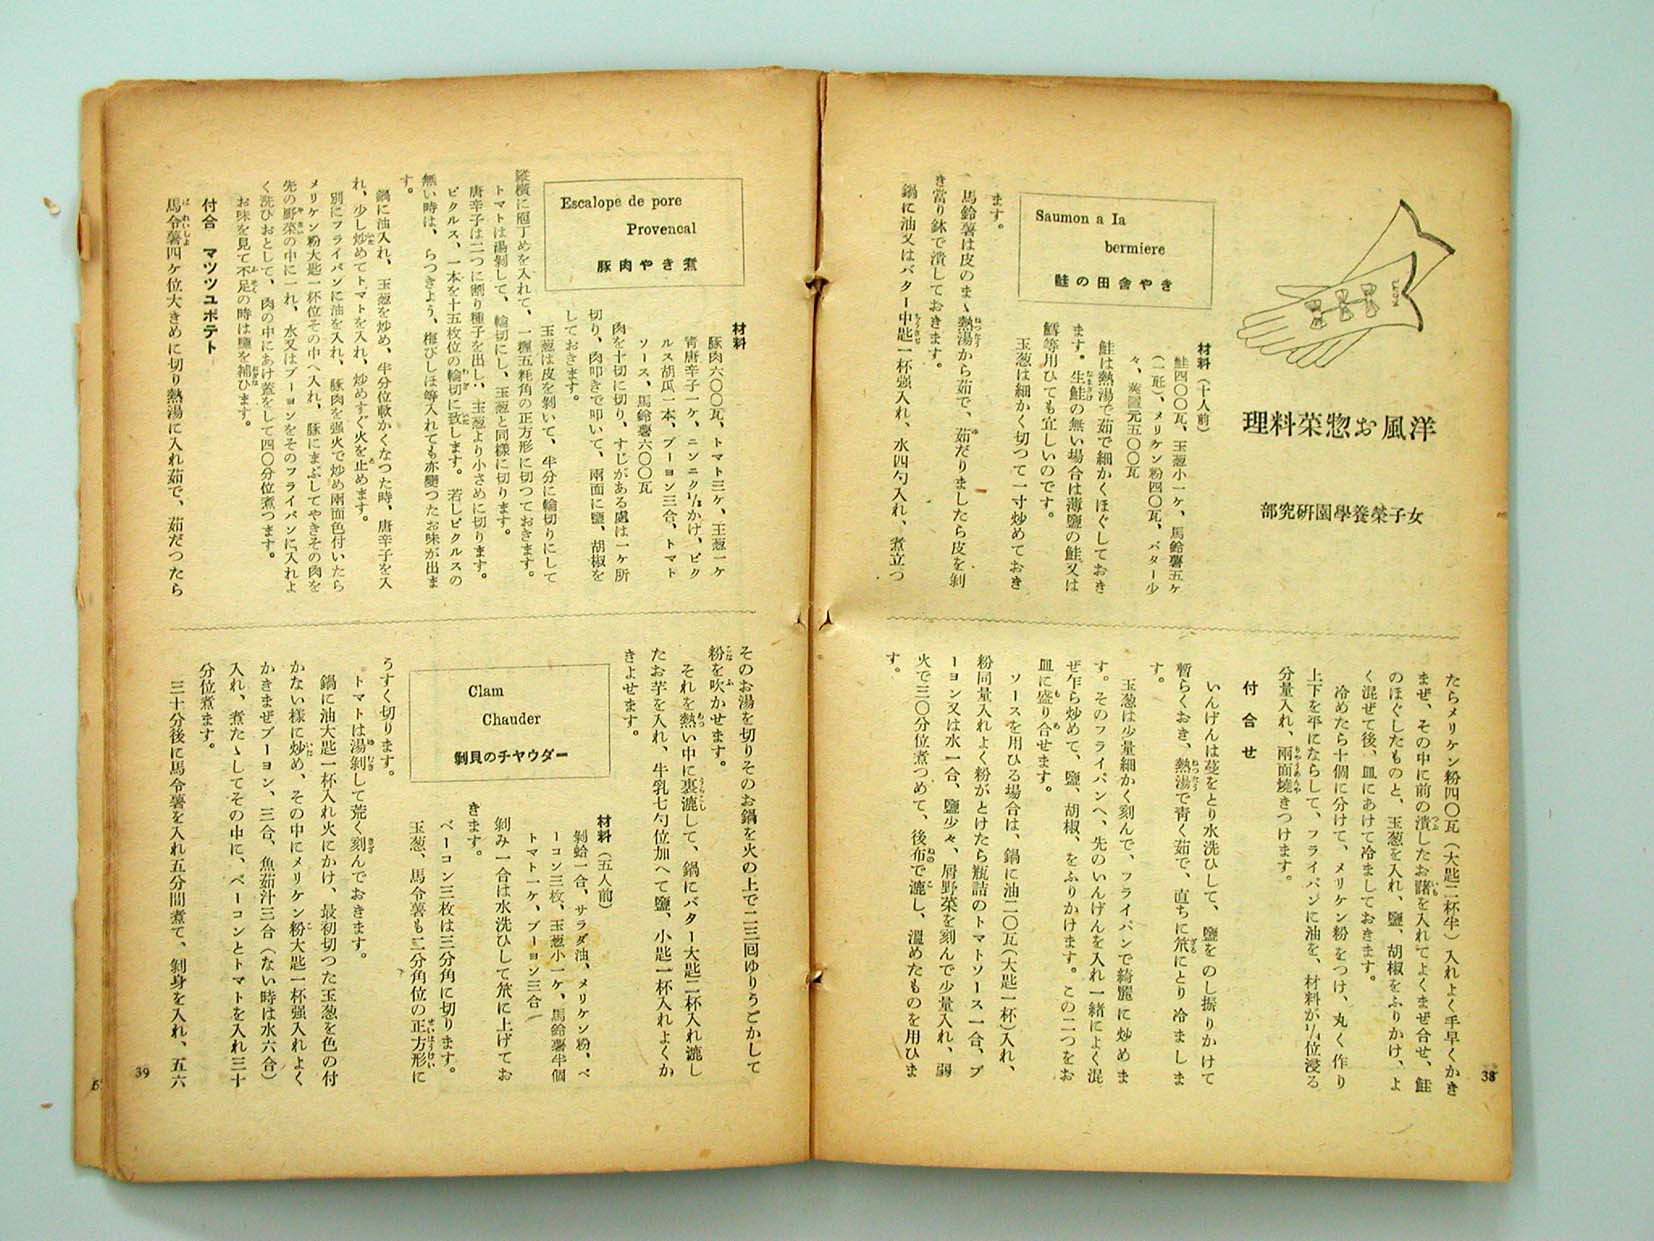 洋風お惣菜料理
女子榮養學園研究部
Saumon a la
bermiere
鮭の田舎やき
材料（十人前）
鮭四〇〇瓦、玉葱小一ケ、馬鈴薯五ケ
（一瓩）、メリケン粉四〇瓦、バター少
々、五〇〇瓦
鮭は熱湯で茹で細かくほぐしておき
ます。生鮭の無い場合は薄鹽の鮭又は
鱈等用ひても宜しいのです。
玉葱は細かく切つて一寸炒めておき
ます。
馬鈴薯は皮のまゝ熱湯から茹で、茹だりましたら皮を剝
き當り鉢で潰しておきます。
鍋に油又はバター中匙一杯强入れ、水四勺入れ、煮立つ
たらメリケン粉四〇瓦（大匙二杯半）入れよく手早くかき
まぜ、その中に前の潰したお藷を入れてよくまぜ合せ、鮭
のほぐしたものと、玉葱を入れ、鹽、胡椒をふりかけ、よ
く混ぜて後、皿にあけて冷ましておきます。
冷めたら十個に分けて、メリケン粉をつけ、丸く作り
上下を平にならして、フライパンに油を、材料が¼位浸る
分量入れ、兩面燒きつけます。
付合せ
いんげんは蔓をとり水洗ひして、鹽をのし振りかけて
暫らくおき、熱湯で靑く茹で、直ちに笊にとり冷まします
す。
玉葱は少量細かく刻んで、フライパンで綺麗に炒めま
す。そのフライパンへ、先のいんげんを入れ一緒によく混
ぜ乍ら炒めて、鹽、胡椒、をふりかけます。この二つをお
皿に盛り合せます。
ソースを用ひる場合は、鍋に油二〇瓦（大匙一杯）入れ、
粉同量入れよく粉がとけたら瓶詰のトマトソース一合、ブ
ーヨン又は水一合、鹽少々、屑野菜を刻んで少量入れ、弱
火で三〇分位煮つめて、後布で漉し、溫めたものを用ひま
す。
38
Escalope de pore
Provencal
豚肉やき煮
材料
豚肉六〇〇瓦、トマト三ケ、玉葱一ケ
靑唐辛子一ケ、ニンニク½かけ、ピク
ルス胡瓜一本、ブーヨン三合、トマト
ソース、馬鈴薯六〇〇瓦
肉を十切に切り、すじがある處は一ケ所
切り、肉叩きで叩いて、兩面に鹽、胡椒を
しておきます。
玉葱は皮を剝いて、半分に輪切りにして
縱橫に庖丁めを入れて、一糎五粍角の正方形に切つておきます。
トマトは湯剝して、輪切にし、玉葱と同樣に切ります。
唐辛子は二つに割り種子を出し、玉葱より小さめに切ります。
ピクルス、一本を十五枚位の輪切に致します。若しピクルスの
無い時は、らつきよう、梅びしほ等入れても亦變つたお味が出ま
す。
鍋に油入れ、玉葱を炒め、半分位軟かくなつた時、唐辛子を入
れ、少し炒めてトマトを入れ、炒めすぐ火を止めます。
別にフライパンに油を入れ、豚肉を强火で炒め兩面色付いたら
メリケン粉大匙一杯位その中へ入れ、豚にまぶしてやきその肉を
先の野菜の中に一れ、水又はブーヨンをそのフライパンに入れよ
く洗ひおとして、肉の中にあけ蓋をして四〇分位煮つます。
お味を見て不足の時は鹽を補ひます。
付合 マツツユポテト
馬令薯四ケ位大きめに切り熱湯に入れ茹で、茹だつたら
そのお湯を切りそのお鍋を火の上で二三囘ゆりうごかして
粉を吹かせます。
それを熱い中に裏漉して、鍋にバター大匙二杯入れ漉し
たお芋を入れ、牛乳七勺位加へて鹽、小匙一杯入れよくか
きよせます。
Clam
Chauder
剝貝のチヤウダー
材料（五人前）
剝蛤一合、サラダ油、メリケン粉、ベ
ーコン三枚、玉葱小一ケ、馬鈴薯半個
トマト一ケ、ブーヨン三合
剝み一合は水洗ひして笊に上げてお
きます。
ベーコン三枚は三分角に切ります。
玉葱、馬令薯も二分角位の正方形に
うすく切ります。
トマトは湯剝して荒く刻んでおきます。
鍋に油大匙一杯入れ火にかけ、最初切つた玉葱を色の付
かない樣に炒め、その中にメリケン粉大匙一杯强入れよく
かきまぜブーヨン、三合、魚茹汁三合（ない時は水六合）
入れ、煮たゝしてその中に、ベーコンとトマトを入れ三十
分位煮ます。
三十分後に馬令薯を入れ五分間煮て、剝身を入れ、五六
39